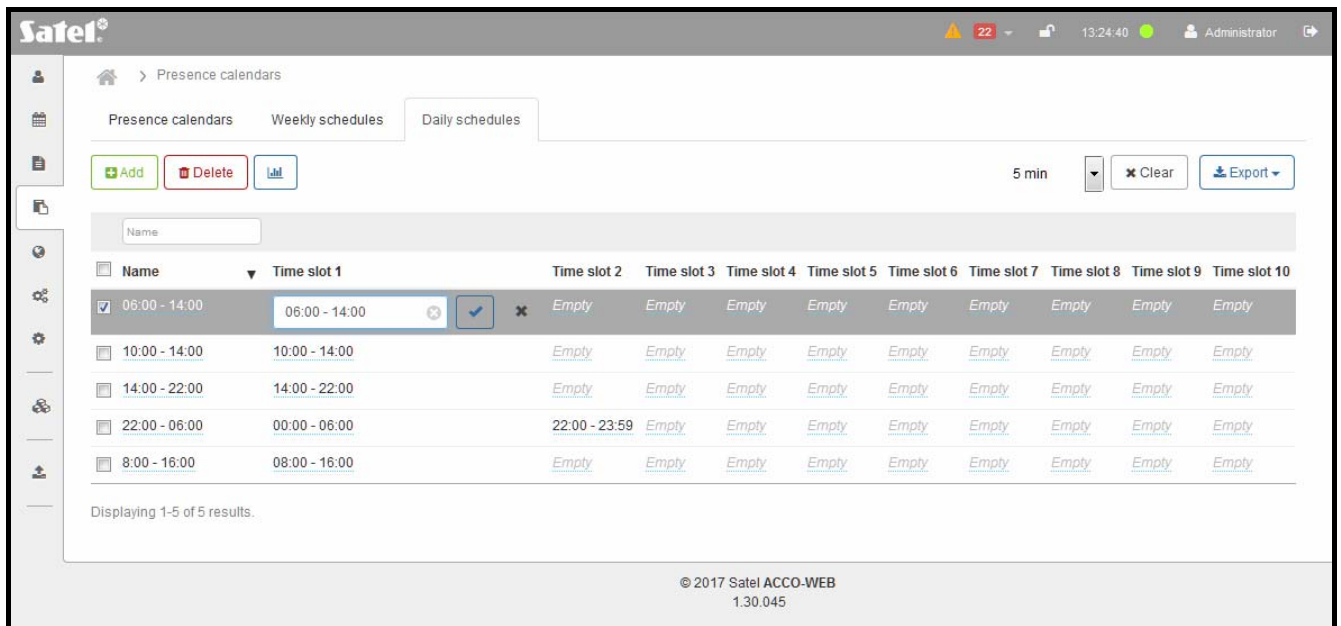 Satel®
22
13:24:40
Administrator
> Presence calendars
Presence calendars Weekly schedules Daily schedules
Add Delete 5 min Clear Export
Name
Name Time slot 1 Time slot 2 Time slot 3 Time slot 4 Time slot 5 Time slot 6 Time slot 7 Time slot 8 Time slot 9 Time slot 10
06:00 - 14:00 06:00 - 14:00 Empty Empty Empty Empty Empty Empty Empty Empty Empty
10:00 - 14:00 10:00 - 14:00 Empty Empty Empty Empty Empty Empty Empty Empty Empty
14:00 - 22:00 14:00 - 22:00 Empty Empty Empty Empty Empty Empty Empty Empty Empty
22:00 - 06:00 00:00 - 06:00 22:00 - 23:59 Empty Empty Empty Empty Empty Empty Empty Empty
8:00 - 16:00 08:00 - 16:00 Empty Empty Empty Empty Empty Empty Empty Empty Empty
Displaying 1-5 of 5 results.
© 2017 Satel ACCO-WEB
1.30.045